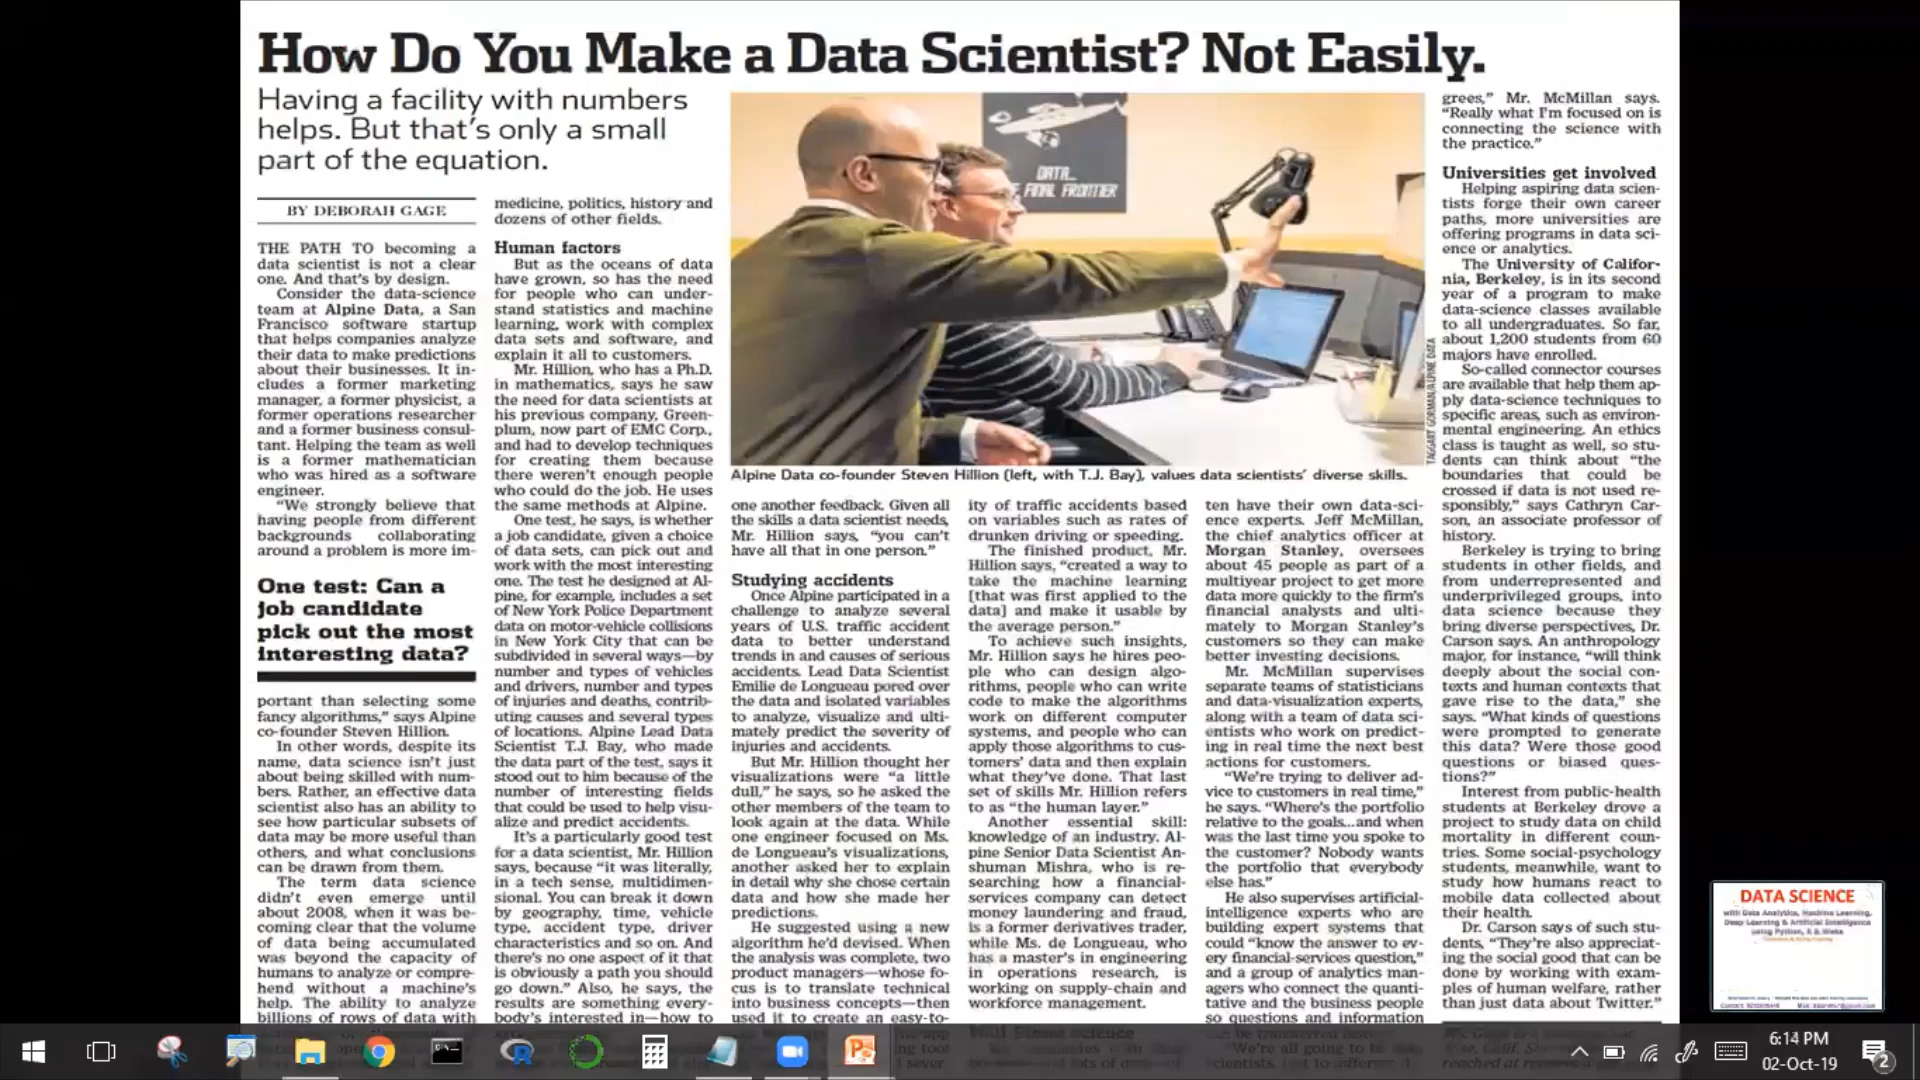 How Do You Make a Data Scientist? Not Easily.
Having a facility with numbers
helps. But that's only a small
part of the equation.
BY DEBORAH GAGE
THE PATH TO becoming a
data scientist is not a clear
one. And that's by design.
Consider the data-science
team at Alpine Data, a San
Francisco software startup
that helps companies analyze
their data to make predictions
about their businesses. It in-
cludes a former marketing
manager, a former physicist, a
former operations researcher
and a former business consul-
tant. Helping the team as well
is a former mathematician
who was hired as a software
engineer.
"We strongly believe that
having people from different
backgrounds collaborating
around a problem is more im-
One test: Can a
job candidate
pick out the most
interesting data?
portant than selecting some
fancy algorithms," says Alpine
co-founder Steven Hillion.
In other words, despite its
name, data science isn't just
about being skilled with num-
bers. Rather, an effective data
scientist also has an ability to
see how particular subsets of
data may be more useful than
others, and what conclusions
can be drawn from them.
The term data science
didn't even emerge until
about 2008, when it was be-
coming clear that the volume
of data being accumulated
was beyond the capacity of
humans to analyze or compre-
hend without a machine's
help. The ability to analyze
billions of rows of data with
medicine, politics, history and
dozens of other fields.
Human factors
But as the oceans of data
have grown, so has the need
for people who can under-
stand statistics and machine
learning, work with complex
data sets and software, and
explain it all to customers.
Mr. Hillion, who has a Ph.D.
in mathematics, says he saw
the need for data scientists at
his previous company, Green-
plum, now part of EMC Corp.,
and had to develop techniques
for creating them because
there weren't enough people
who could do the job. He uses
the same methods at Alpine.
One test, he says, is whether
a job candidate, given a choice
of data sets, can pick out and
work with the most interesting
one. The test he designed at Al-
pine, for example, includes a set
of New York Police Department
data on motor-vehicle collisions
in New York City that can be
subdivided in several ways—by
number and types of vehicles
and drivers, number and types
of injuries and deaths, contrib-
uting causes and several types
of locations. Alpine Lead Data
Scientist T.J. Bay, who made
the data part of the test, says it
stood out to him because of the
number of interesting fields
that could be used to help visu-
alize and predict accidents.
It's a particularly good test
for a data scientist, Mr. Hillion
says, because "it was literally,
in a tech sense, multidimen-
sional. You can break it down
by geography, time, vehicle
type, accident type, driver
characteristics and so on. And
there's no one aspect of it that
is obviously a path you should
go down." Also, he says, the
results are something every-
body's interested in—how to
DATA...
FINAL FRONTIER
TAGGART GORMAN/ALPINE DATA
Alpine Data co-founder Steven Hillion (left, with T.J. Bay), values data scientists' diverse skills.
one another feedback. Given all
the skills a data scientist needs,
Mr. Hillion says, "you can't
have all that in one person."
Studying accidents
Once Alpine participated in a
challenge to analyze several
years of U.S. traffic accident
data to better understand
trends in and causes of serious
accidents. Lead Data Scientist
Emilie de Longueau pored over
the data and isolated variables
to analyze, visualize and ulti-
mately predict the severity of
injuries and accidents.
But Mr. Hillion thought her
visualizations were "a little
dull," he says, so he asked the
other members of the team to
look again at the data. While
one engineer focused on Ms.
de Longueau's visualizations,
another asked her to explain
in detail why she chose certain
data and how she made her
predictions.
He suggested using a new
algorithm he'd devised. When
the analysis was complete, two
product managers—whose fo-
cus is to translate technical
into business concepts—then
used it to create an easy-to-
ity of traffic accidents based
on variables such as rates of
drunken driving or speeding.
The finished product, Mr.
Hillion says, "created a way to
take the machine learning
[that was first applied to the
data] and make it usable by
the average person."
To achieve such insights,
Mr. Hillion says he hires peo-
ple who can design algo-
rithms, people who can write
code to make the algorithms
work on different computer
systems, and people who can
apply those algorithms to cus-
tomers' data and then explain
what they've done. That last
set of skills Mr. Hillion refers
to as "the human layer."
Another essential skill:
knowledge of an industry. Al-
pine Senior Data Scientist An-
shuman Mishra, who is re-
searching how a financial-
services company can detect
money laundering and fraud,
is a former derivatives trader,
while Ms. de Longueau, who
has a master's in engineering
in operations research, is
working on supply-chain and
workforce management.
ten have their own data-sci-
ence experts. Jeff McMillan,
the chief analytics officer at
Morgan Stanley, oversees
about 45 people as part of a
multiyear project to get more
data more quickly to the firm's
financial analysts and ulti-
mately to Morgan Stanley's
customers so they can make
better investing decisions.
Mr. McMillan supervises
separate teams of statisticians
and data-visualization experts,
along with a team of data sci-
entists who work on predict-
ing in real time the next best
actions for customers.
"We're trying to deliver ad-
vice to customers in real time,"
he says. "Where's the portfolio
relative to the goals...and when
was the last time you spoke to
the customer? Nobody wants
the portfolio that everybody
else has."
He also supervises artificial-
intelligence experts who are
building expert systems that
could "know the answer to ev-
ery financial-services question,"
and a group of analytics man-
agers who connect the quanti-
tative and the business people
so questions and information
grees," Mr. McMillan says.
"Really what I'm focused on is
connecting the science with
the practice."
Universities get involved
Helping aspiring data scien-
tists forge their own career
paths, more universities are
offering programs in data sci-
ence or analytics.
The University of Califor-
nia, Berkeley, is in its second
year of a program to make
data-science classes available
to all undergraduates. So far,
about 1,200 students from 60
majors have enrolled.
So-called connector courses
are available that help them ap-
ply data-science techniques to
specific areas, such as environ-
mental engineering. An ethics
class is taught as well, so stu-
dents can think about "the
boundaries that could be
crossed if data is not used re-
sponsibly," says Cathryn Car-
son, an associate professor of
history.
Berkeley is trying to bring
students in other fields, and
from underrepresented and
underprivileged groups, into
data science because they
bring diverse perspectives, Dr.
Carson says. An anthropology
major, for instance, "will think
deeply about the social con-
texts and human contexts that
gave rise to the data," she
says. "What kinds of questions
were prompted to generate
this data? Were those good
questions or biased ques-
tions?"
Interest from public-health
students at Berkeley drove a
project to study data on child
mortality in different coun-
tries. Some social-psychology
students, meanwhile, want to
study how humans react to
mobile data collected about
their health.
Dr. Carson says of such stu-
dents, "They're also appreciat-
ing the social good that can be
done by working with exam-
ples of human welfare, rather
than just data about Twitter."
DATA SCIENCE
with Data Analytics, Machine Learning,
Deep Learning & Artificial Intelligence
using Python, R & Weka
6:14 PM
02-Oct-19
2